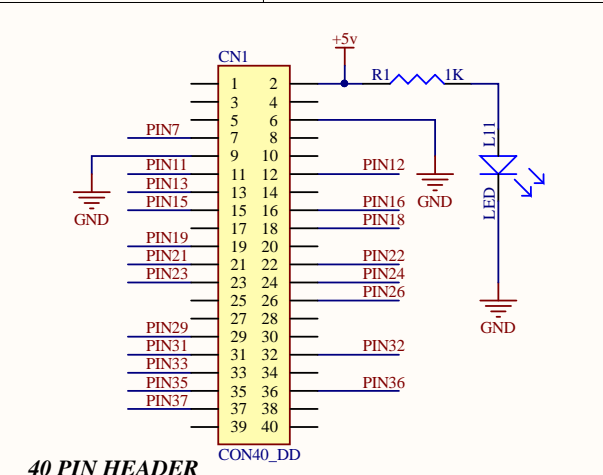 +5v
CN1
R1 1K
1 2
3 4
5 6
PIN7 7 8
9 10
PIN11 11 12 PIN12
PIN13 13 14
PIN15 15 16 PIN16
17 18 PIN18
PIN19 19 20
PIN21 21 22 PIN22
PIN23 23 24 PIN24
25 26 PIN26
27 28
PIN29 29 30
PIN31 31 32 PIN32
PIN33 33 34
PIN35 35 36 PIN36
PIN37 37 38
39 40
GND
GND
L11
LED
GND
CON40_DD
40 PIN HEADER